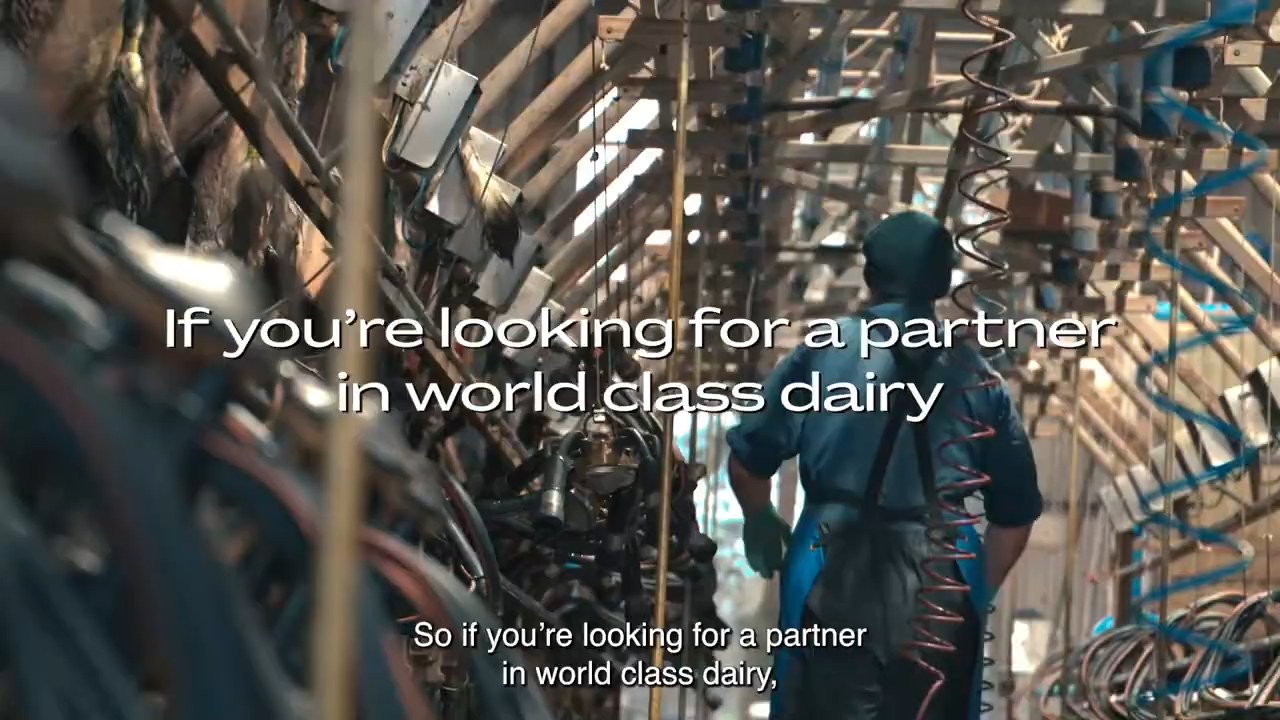 If you’re looking for a partner
in world class dairy
So if you’re looking for a partner
in world class dairy,